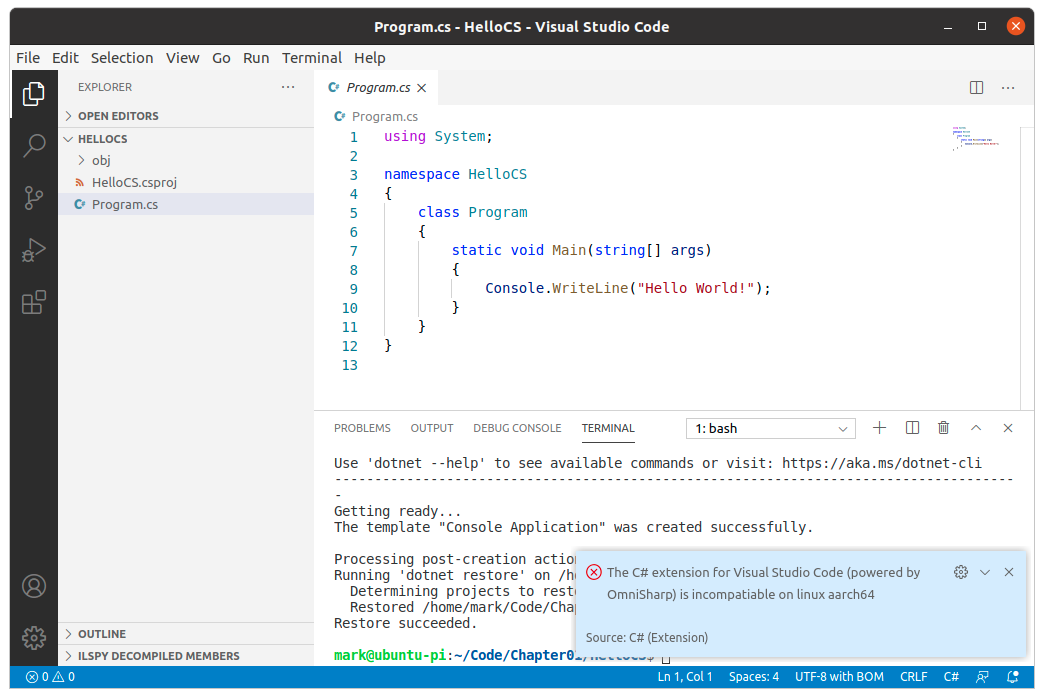 Program.cs - HelloCS - Visual Studio Code
File Edit Selection View Go Run Terminal Help
EXPLORER
OPEN EDITORS
HELLOCS
obj
HelloCS.csproj
Program.cs
OUTLINE
ILSPY DECOMPILED MEMBERS
Program.cs
Program.cs
1 using System;
2
3 namespace HelloCS
4 {
5 class Program
6 {
7 static void Main(string[] args)
8 {
9 Console.WriteLine("Hello World!");
10 }
11 }
12 }
13
PROBLEMS OUTPUT DEBUG CONSOLE TERMINAL 1: bash
Use 'dotnet --help' to see available commands or visit: https://aka.ms/dotnet-cli
-------------------------------------------------------------------------------------
-
Getting ready...
The template "Console Application" was created successfully.
Processing post-creation action
Running 'dotnet restore' on /ho
Determining projects to resto
Restored /home/mark/Code/Chap
Restore succeeded.
mark@ubuntu-pi:~/Code/Chapter01/HelloCS$
The C# extension for Visual Studio Code (powered by
OmniSharp) is incompatiable on linux aarch64
Source: C# (Extension)
0 0 Ln 1, Col 1 Spaces: 4 UTF-8 with BOM CRLF C#